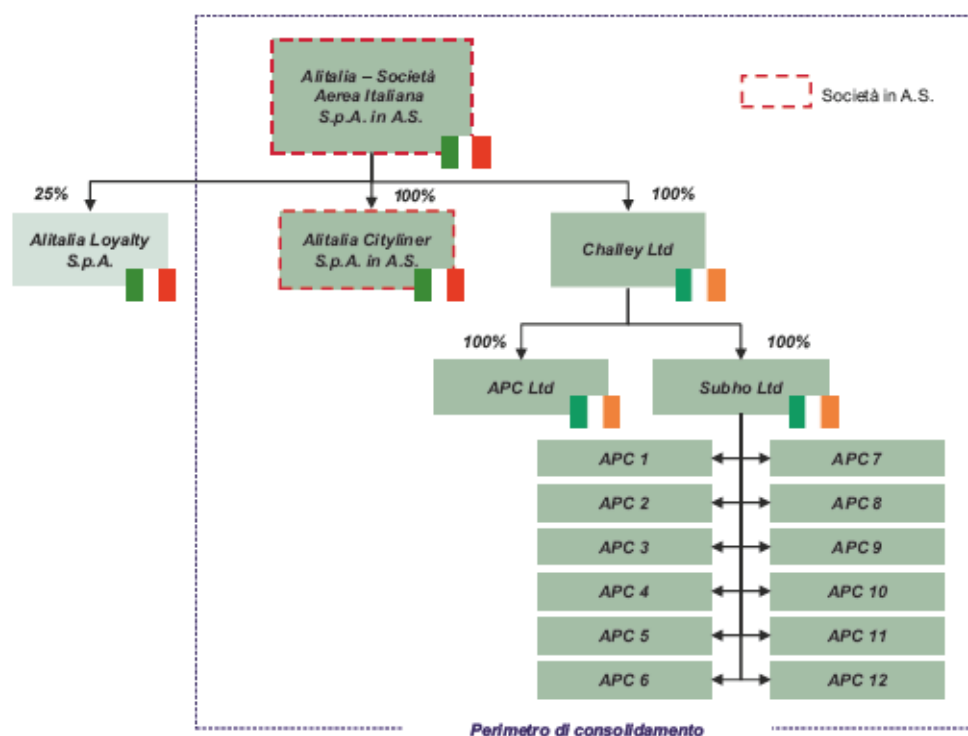 Alitalia – Società
Aerea Italiana
S.p.A. in A.S.
Società in A.S.
25%
100%
100%
Alitalia Loyalty
S.p.A.
Alitalia Cityliner
S.p.A. in A.S.
Challey Ltd
100%
100%
APC Ltd
Subho Ltd
APC 1
APC 7
APC 2
APC 8
APC 3
APC 9
APC 4
APC 10
APC 5
APC 11
APC 6
APC 12
Perimetro di consolidamento